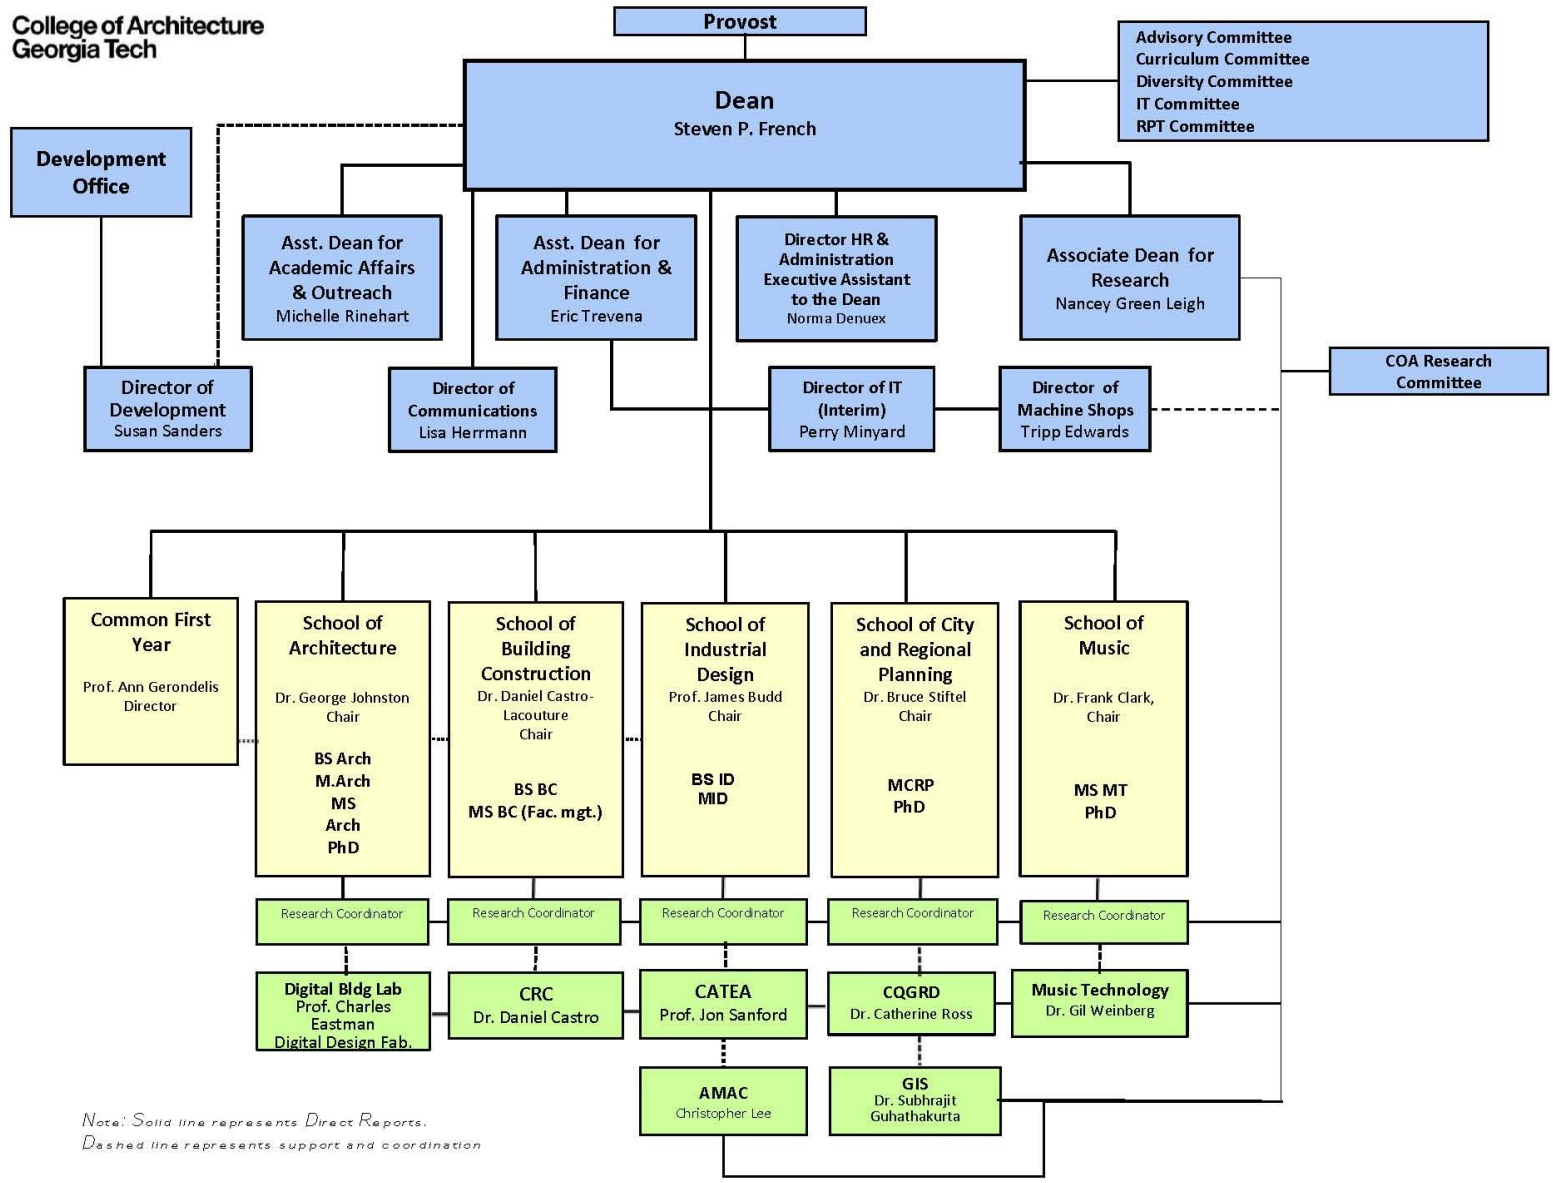 College of Architecture
Georgia Tech
Provost
Dean
Steven P. French
Advisory Committee
Curriculum Committee
Diversity Committee
IT Committee
RPT Committee
Development
Office
Asst. Dean for
Academic Affairs
& Outreach
Michelle Rinehart
Asst. Dean for
Administration &
Finance
Eric Trevena
Director HR &
Administration
Executive Assistant
to the Dean
Norma Denuex
Associate Dean for
Research
Nancey Green Leigh
COA Research
Committee
Director of
Development
Susan Sanders
Director of
Communications
Lisa Herrmann
Director of IT
(Interim)
Perry Minyard
Director of
Machine Shops
Tripp Edwards
Common First
Year
Prof. Ann Gerondelis
Director
School of
Architecture
Dr. George Johnston
Chair
BS Arch
M.Arch
MS
Arch
PhD
School of
Building
Construction
Dr. Daniel Castro-
Lacouture
Chair
BS BC
MS BC (Fac. mgt.)
School of
Industrial
Design
Prof. James Budd
Chair
BS ID
MID
School of City
and Regional
Planning
Dr. Bruce Stiftel
Chair
MCRP
PhD
School of
Music
Dr. Frank Clark,
Chair
MS MT
PhD
Research Coordinator
Research Coordinator
Research Coordinator
Research Coordinator
Research Coordinator
Digital Bldg Lab
Prof. Charles
Eastman
Digital Design Fab.
CRC
Dr. Daniel Castro
CATEA
Prof. Jon Sanford
CQGRD
Dr. Catherine Ross
Music Technology
Dr. Gil Weinberg
AMAC
Christopher Lee
GIS
Dr. Subhrajit
Guhathakurta
Note: Solid line represents Direct Reports.
Dashed line represents support and coordination